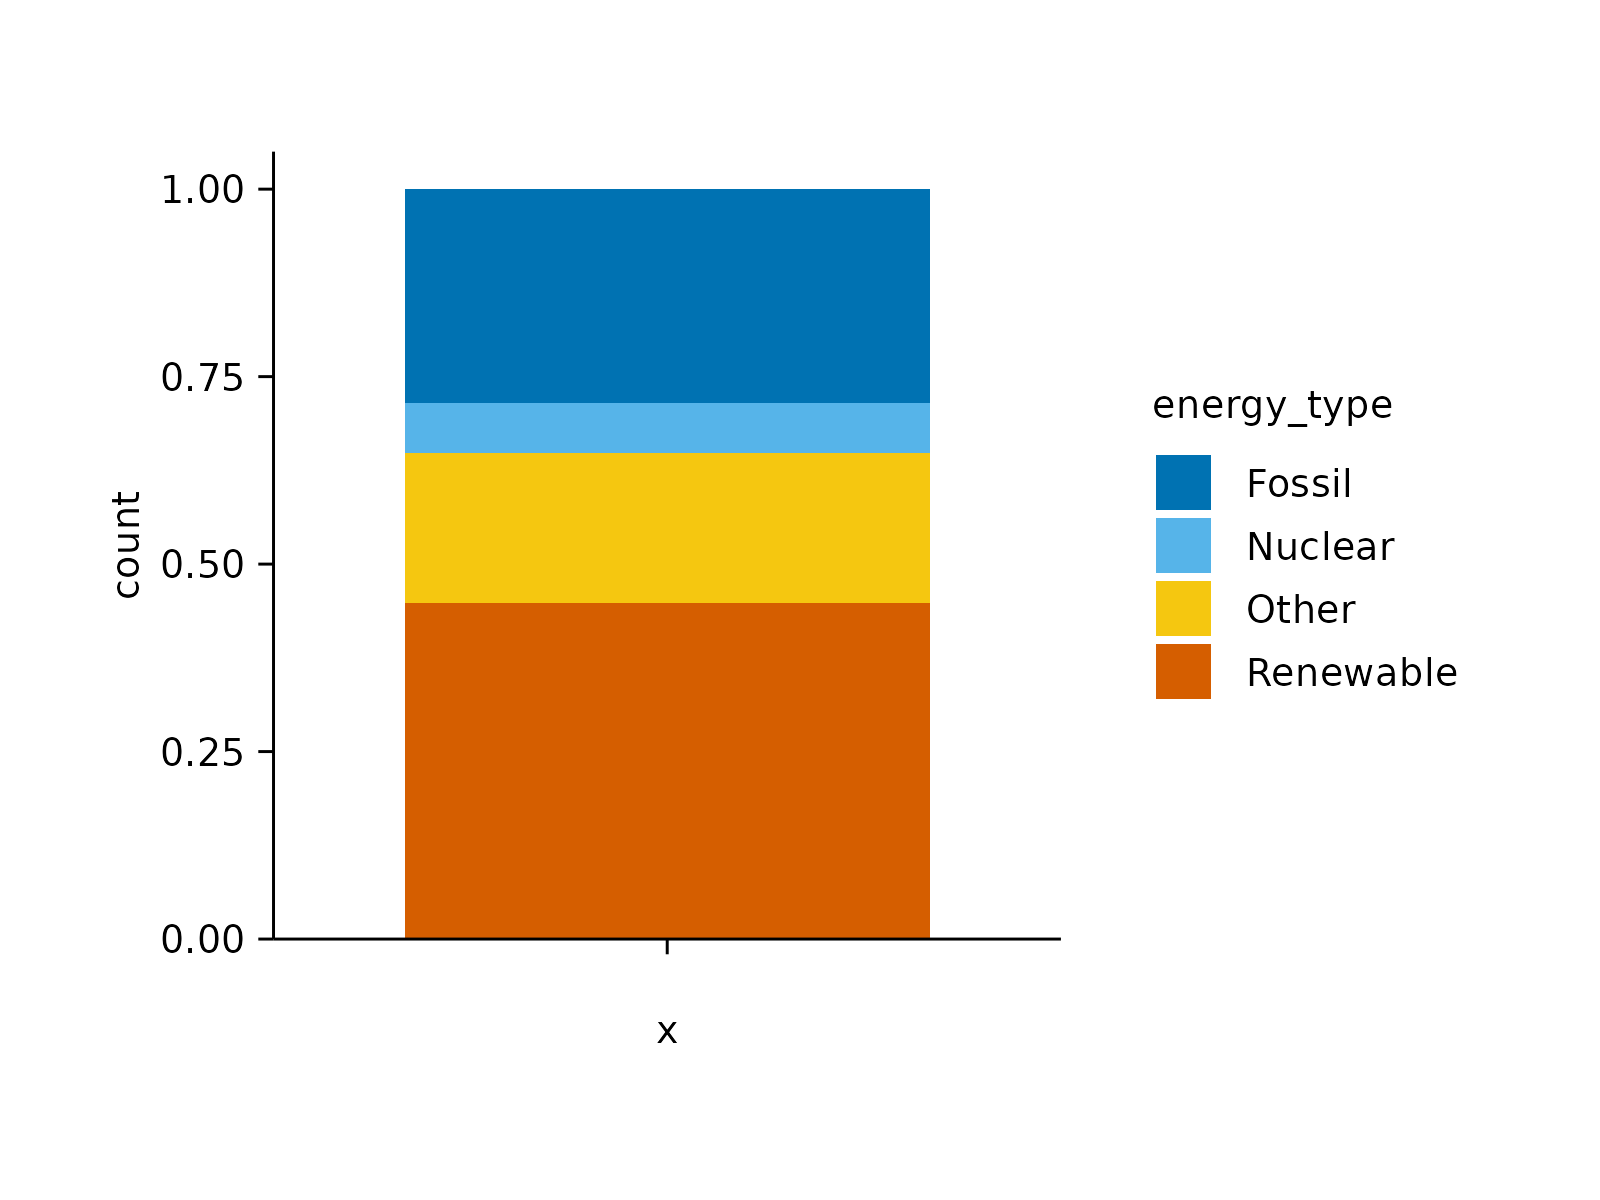 1.00
0.75
0.50
0.25
0.00
count
x
energy_type
Fossil
Nuclear
Other
Renewable